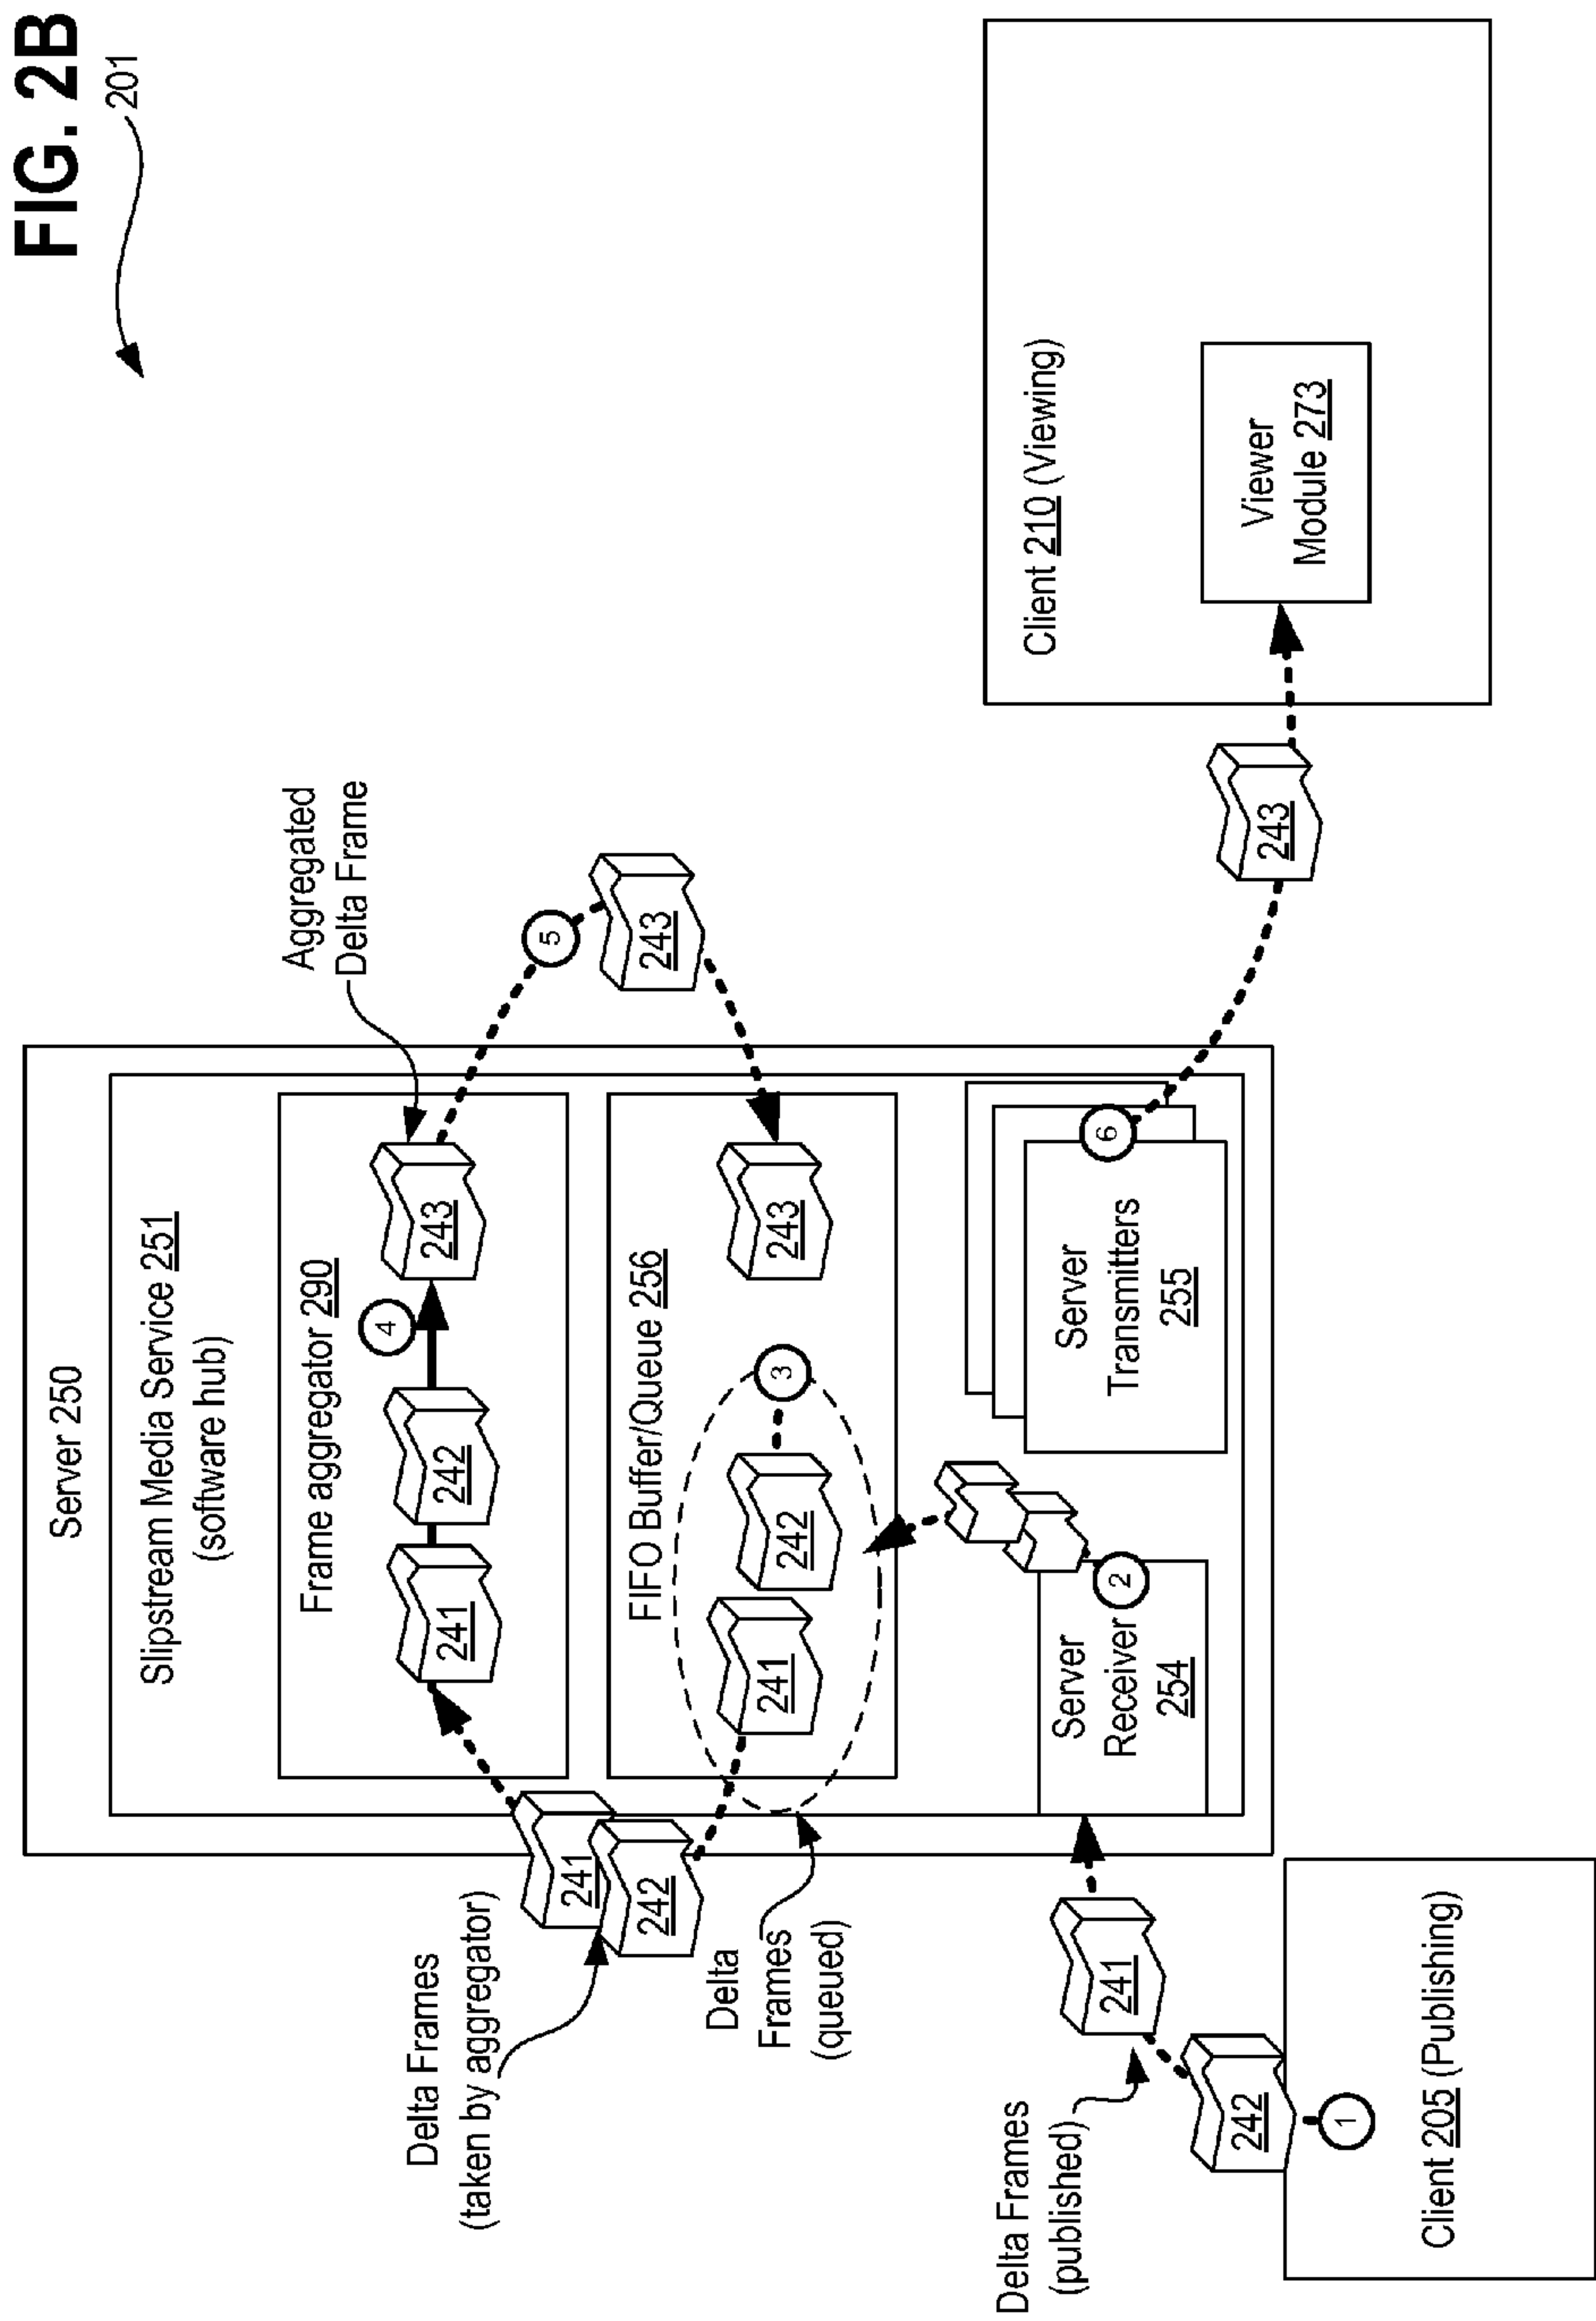 FIG. 2B
201
Server 250
Slipstream Media Service 251
(software hub)
Frame aggregator 290
241
242
4
243
Aggregated
Delta Frame
5
243
Delta Frames
(taken by aggregator)
241
242
FIFO Buffer/Queue 256
241
242
3
243
Delta
Frames
(queued)
Server
Receiver
254
2
Server
Transmitters
255
6
243
Delta Frames
(published)
241
242
1
Client 205 (Publishing)
Client 210 (Viewing)
Viewer
Module 273